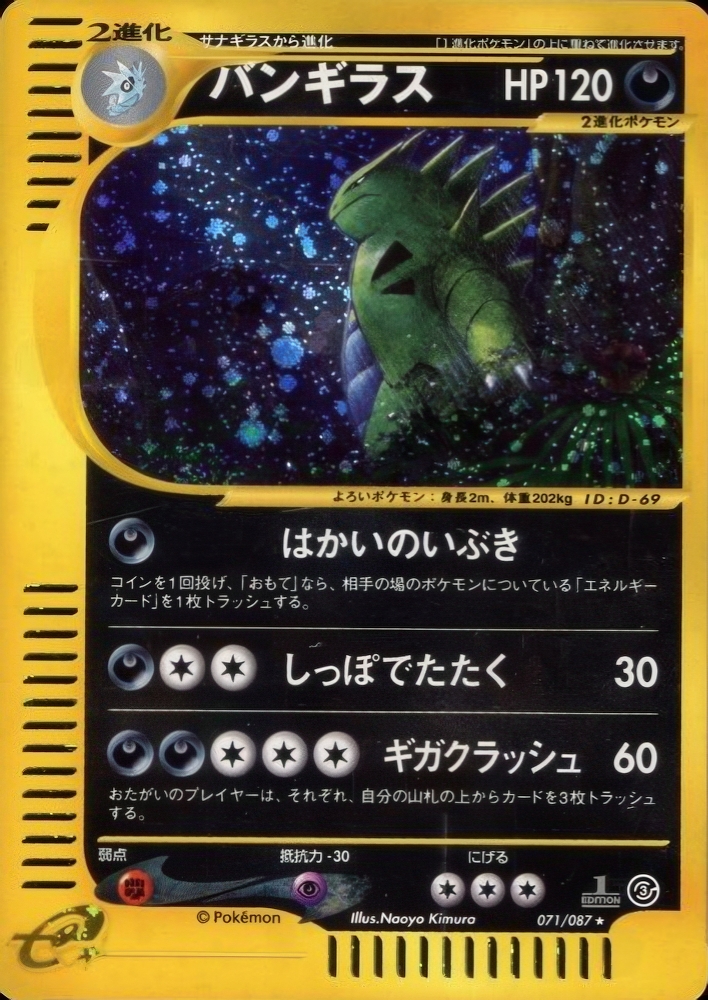 2進化
サナギラスから進化
「1進化ポケモン」の上に重ねて進化させます。
バンギラス HP120
2進化ポケモン
よろいポケモン：身長2m、体重202kg ID:D-69
はかいのいぶき
コインを1回投げ、「おもて」なら、相手の場のポケモンについている「エネルギー
カード」を1枚トラッシュする。
しっぽでたたく 30
ギガクラッシュ 60
おたがいのプレイヤーは、それぞれ、自分の山札の上からカードを3枚トラッシュ
する。
弱点 抵抗力-30 にげる
1 EDITION 3
©Pokémon Illus.Naoyo Kimura 071/087 ★
e